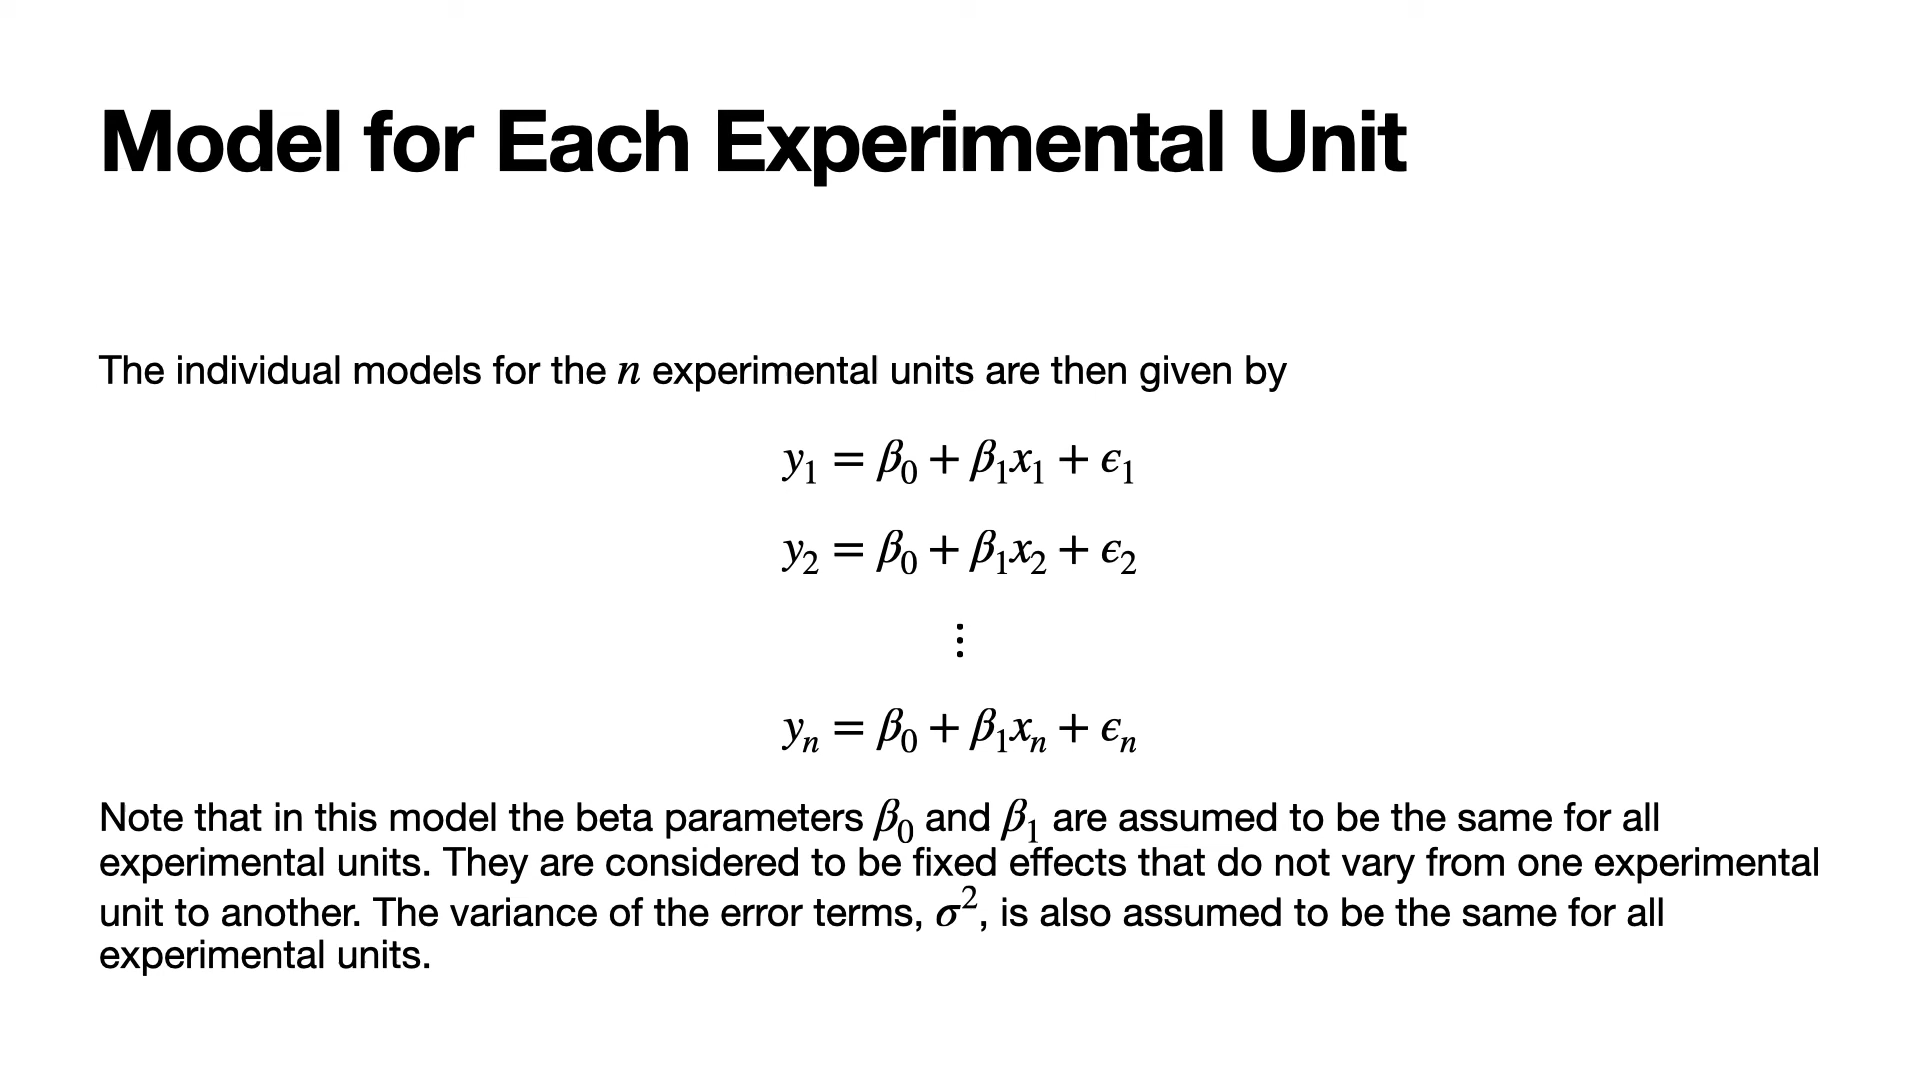 Model for Each Experimental Unit
The individual models for the n experimental units are then given by
y₁ = β₀ + β₁x₁ + ϵ₁
y₂ = β₀ + β₁x₂ + ϵ₂
⋮
yₙ = β₀ + β₁xₙ + ϵₙ
Note that in this model the beta parameters β₀ and β₁ are assumed to be the same for all
experimental units. They are considered to be fixed effects that do not vary from one experimental
unit to another. The variance of the error terms, σ², is also assumed to be the same for all
experimental units.